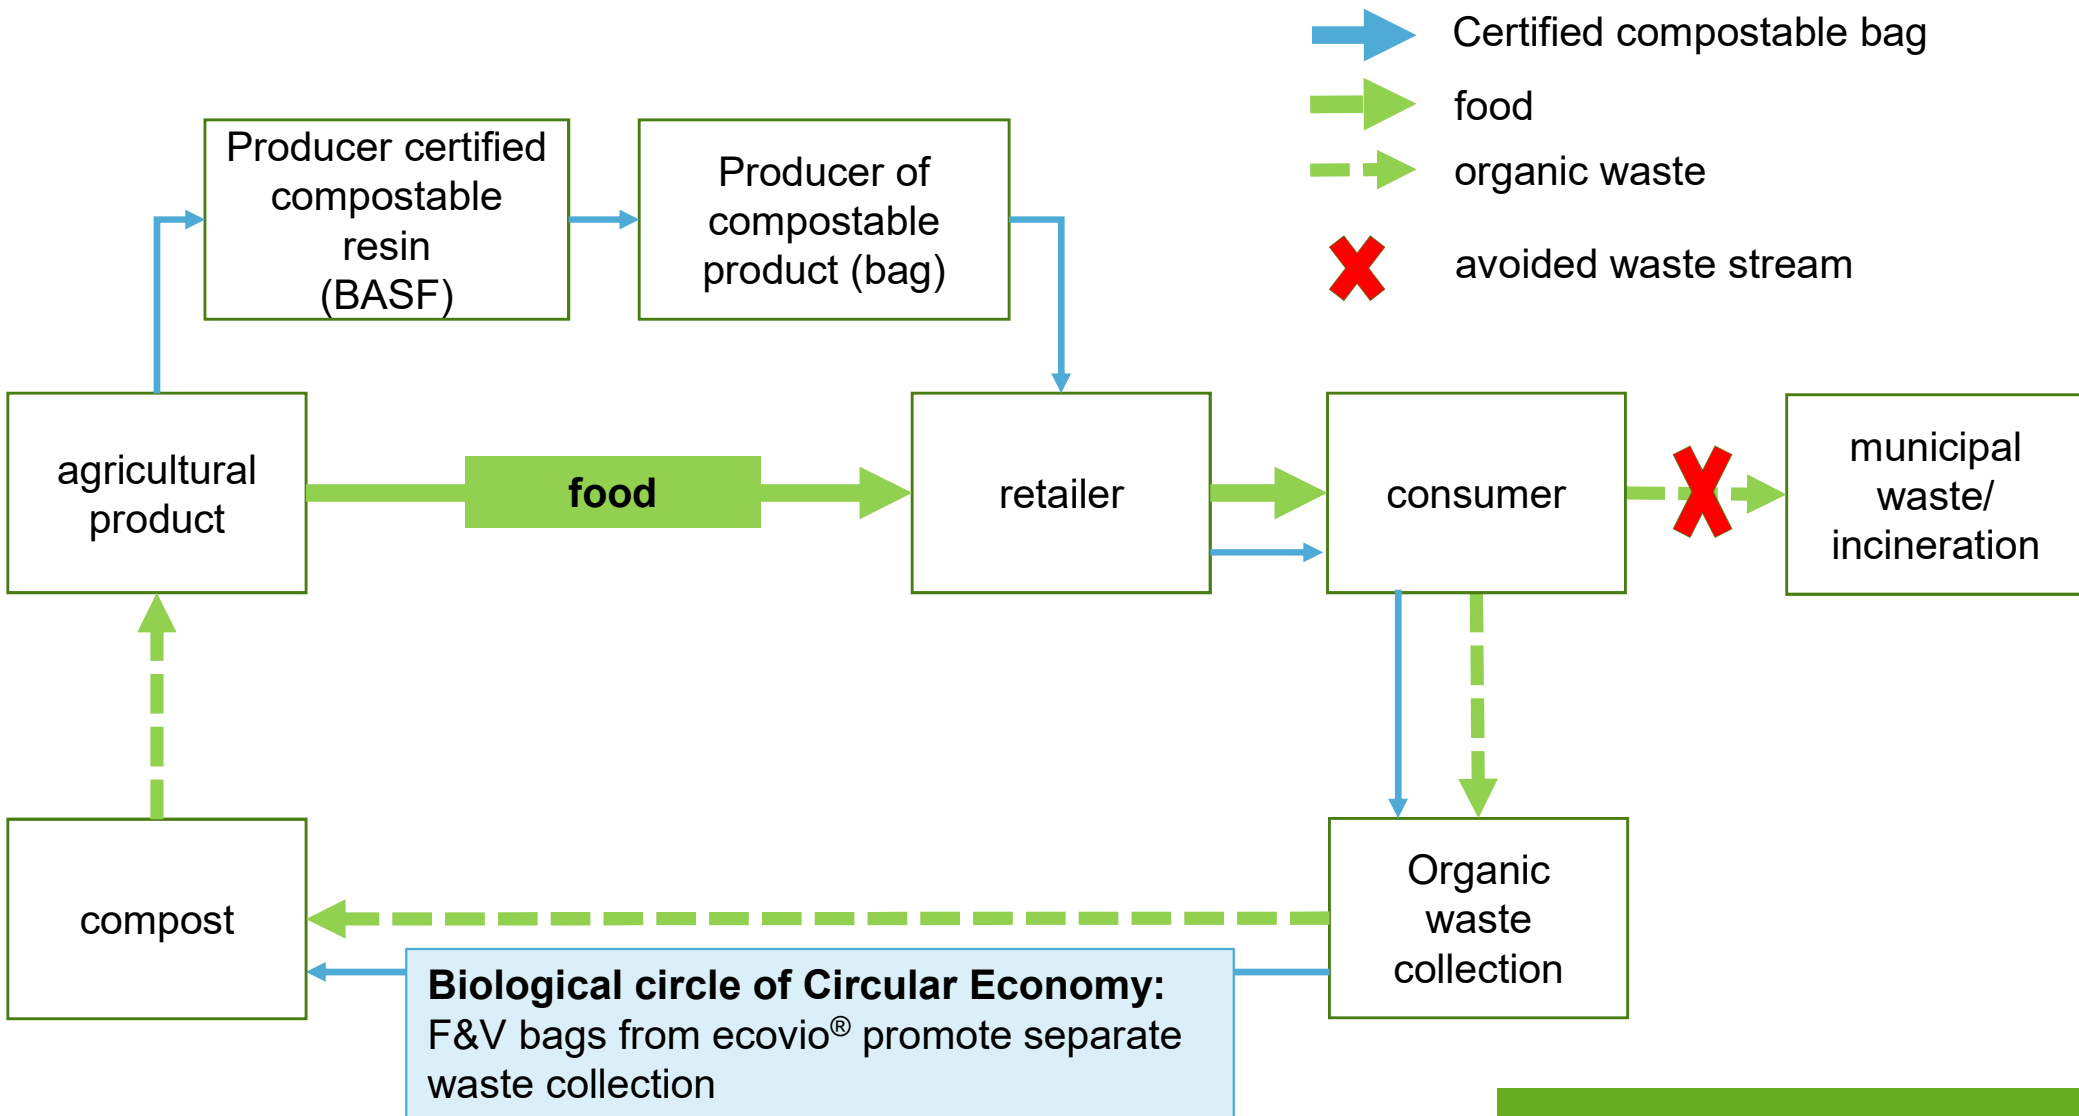 Certified compostable bag
food
organic waste
avoided waste stream
Producer certified
compostable
resin
(BASF)
Producer of
compostable
product (bag)
agricultural
product
food
retailer
consumer
municipal
waste/
incineration
compost
Organic
waste
collection
Biological circle of Circular Economy:
F&V bags from ecovio® promote separate
waste collection